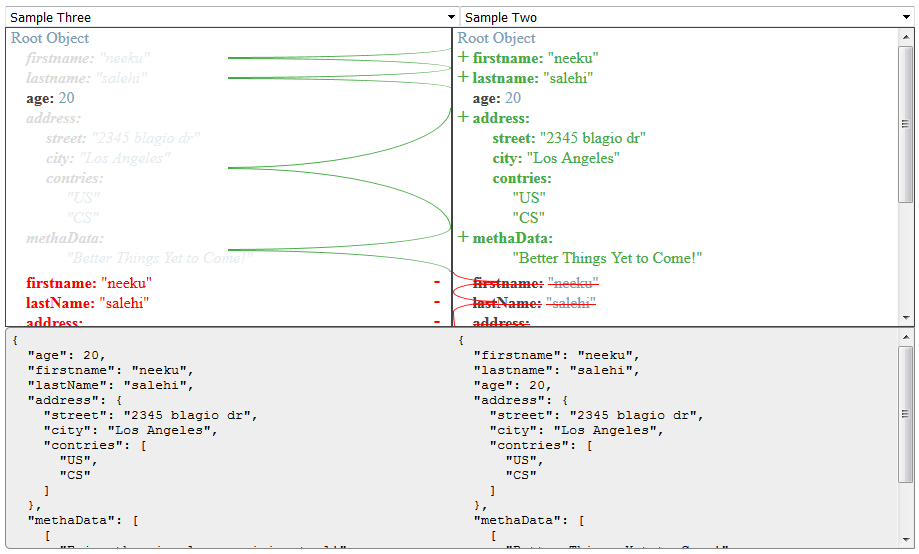 Sample Three
Root Object
firstname: "neeku"
lastname: "salehi"
age: 20
address:
street: "2345 blagio dr"
city: "Los Angeles"
contries:
"US"
"CS"
methaData:
"Better Things Yet to Come!"
firstname: "neeku" -
lastName: "salehi" -
address: -
Sample Two
Root Object
+ firstname: "neeku"
+ lastname: "salehi"
age: 20
+ address:
street: "2345 blagio dr"
city: "Los Angeles"
contries:
"US"
"CS"
+ methaData:
"Better Things Yet to Come!"
firstname: "neeku"
lastName: "salehi"
address:
{
"age": 20,
"firstname": "neeku",
"lastName": "salehi",
"address": {
"street": "2345 blagio dr",
"city": "Los Angeles",
"contries": [
"US",
"CS"
]
},
"methaData": [
[
{
"firstname": "neeku",
"lastname": "salehi",
"age": 20,
"address": {
"street": "2345 blagio dr",
"city": "Los Angeles",
"contries": [
"US",
"CS"
]
},
"methaData": [
[